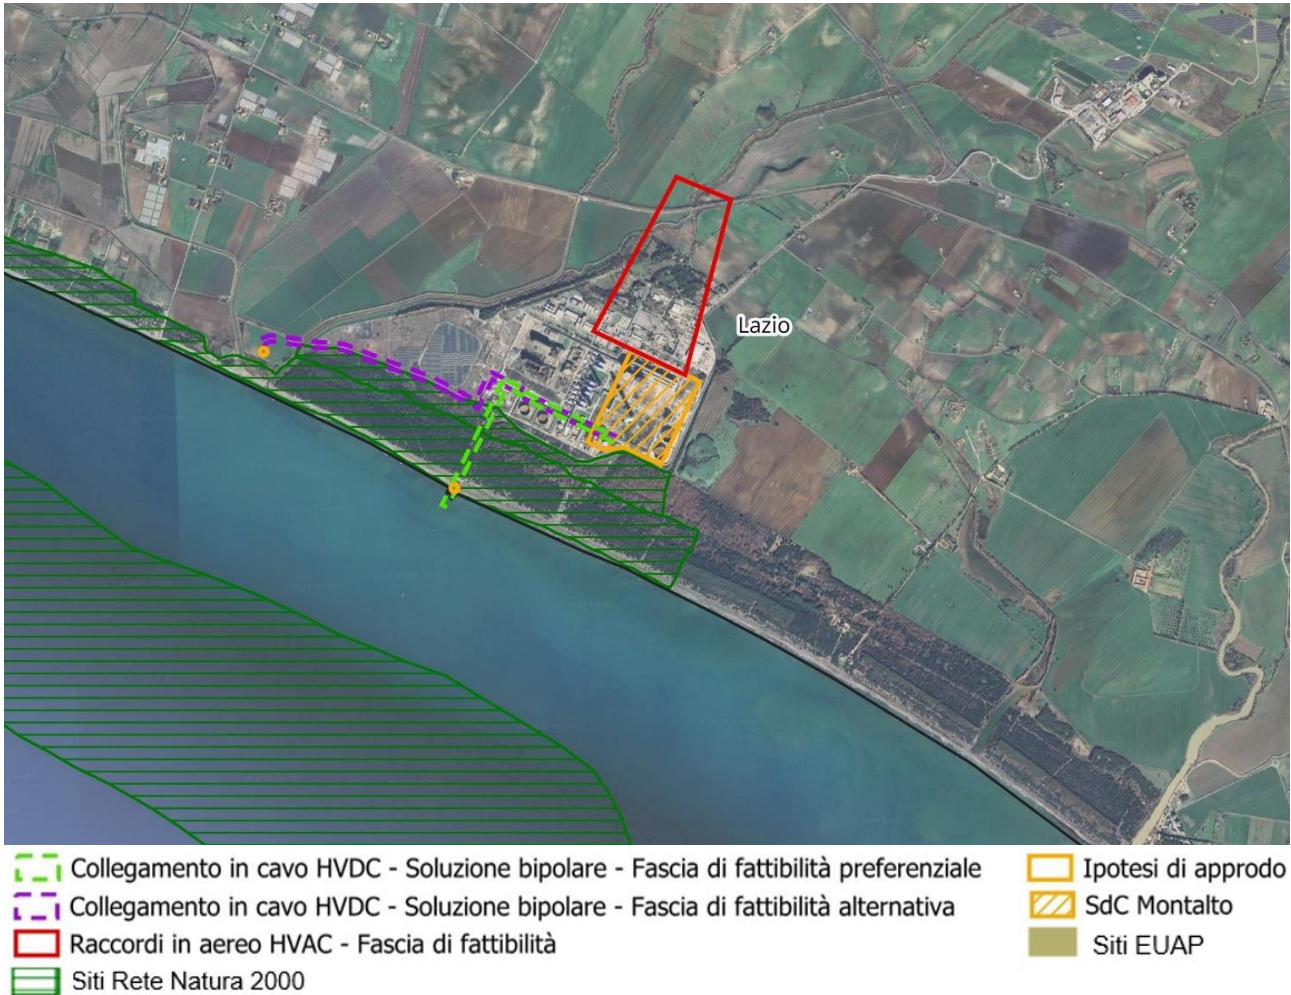 Lazio
Collegamento in cavo HVDC - Soluzione bipolare - Fascia di fattibilità preferenziale
Collegamento in cavo HVDC - Soluzione bipolare - Fascia di fattibilità alternativa
Raccordi in aereo HVAC - Fascia di fattibilità
Siti Rete Natura 2000
Ipotesi di approdo
SdC Montalto
Siti EUAP